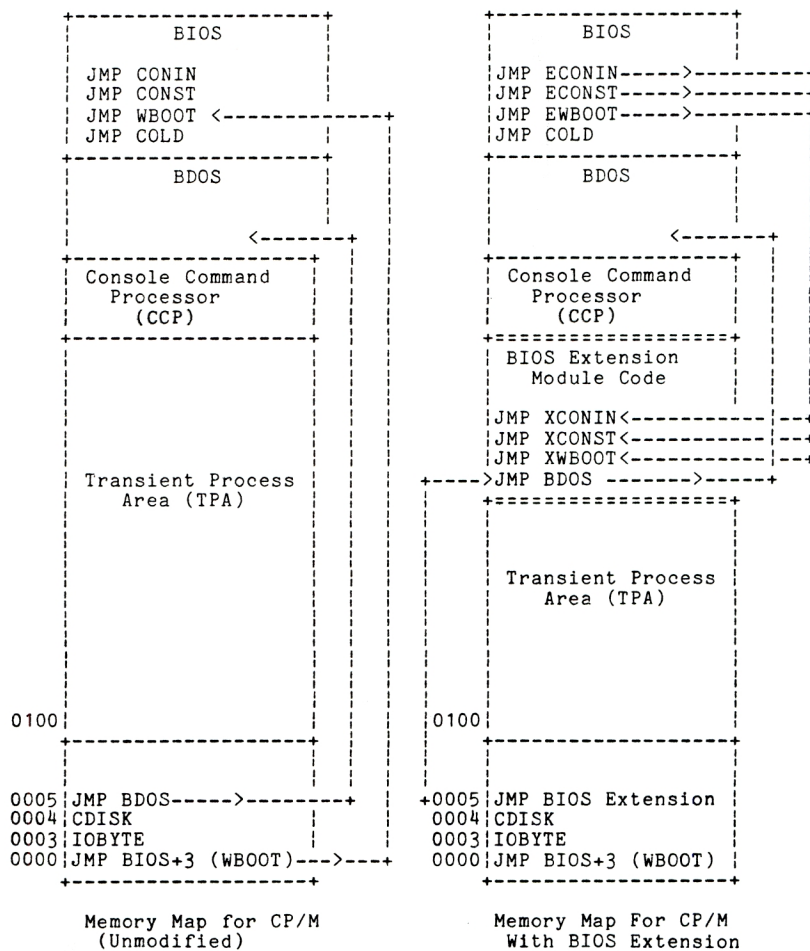 BIOS
JMP CONIN
JMP CONST
JMP WBOOT
JMP COLD
BDOS
Console Command
Processor
(CCP)
Transient Process
Area (TPA)
0100
0005 JMP BDOS
0004 CDISK
0003 IOBYTE
0000 JMP BIOS+3 (WBOOT)
Memory Map for CP/M
(Unmodified)
BIOS
JMP ECONIN
JMP ECONST
JMP EWBOOT
JMP COLD
BDOS
Console Command
Processor
(CCP)
BIOS Extension
Module Code
JMP XCONIN
JMP XCONST
JMP XWBOOT
JMP BDOS
Transient Process
Area (TPA)
0100
0005 JMP BIOS Extension
0004 CDISK
0003 IOBYTE
0000 JMP BIOS+3 (WBOOT)
Memory Map For CP/M
With BIOS Extension